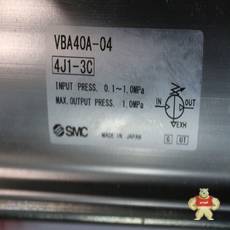 VBA40A-04
4J1-3C
INPUT PRESS. 0.1~1.0MPa
MAX.OUTPUT PRESS. 1.0MPa
IN OUT
EXH
SMC MADE IN JAPAN